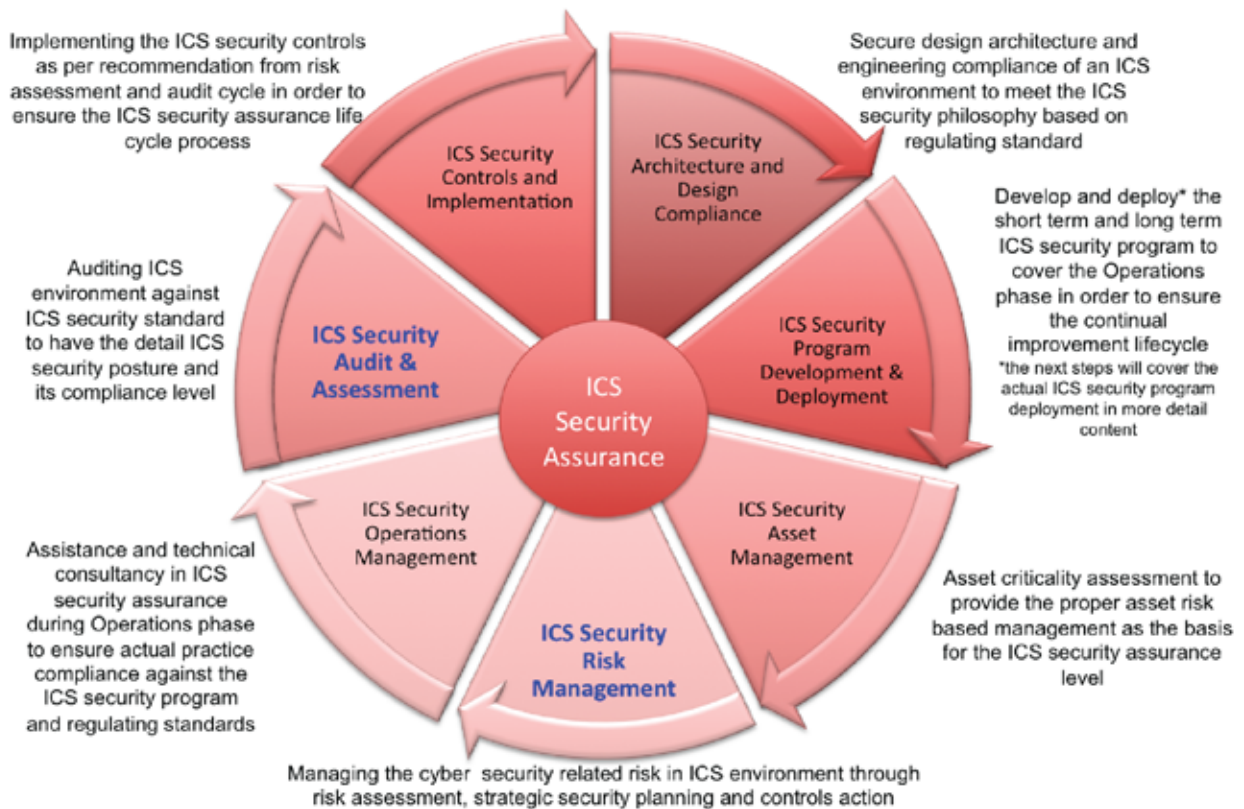 Implementing the ICS security controls
as per recommendation from risk
assessment and audit cycle in order to
ensure the ICS security assurance life
cycle process
Secure design architecture and
engineering compliance of an ICS
environment to meet the ICS
security philosophy based on
regulating standard
ICS Security
Controls and
Implementation
ICS Security
Architecture and
Design
Compliance
Develop and deploy* the
short term and long term
ICS security program to
cover the Operations
phase in order to ensure
the continual
improvement lifecycle
*the next steps will cover the
actual ICS security program
deployment in more detail
content
Auditing ICS
environment against
ICS security standard
to have the detail ICS
security posture and
its compliance level
ICS Security
Audit &
Assessment
ICS Security
Program
Development &
Deployment
ICS
Security
Assurance
ICS Security
Operations
Management
ICS Security
Asset
Management
Assistance and technical
consultancy in ICS
security assurance
during Operations phase
to ensure actual practice
compliance against the
ICS security program
and regulating standards
ICS Security
Risk
Management
Asset criticality assessment to
provide the proper asset risk
based management as the basis
for the ICS security assurance
level
Managing the cyber security related risk in ICS environment through
risk assessment, strategic security planning and controls action